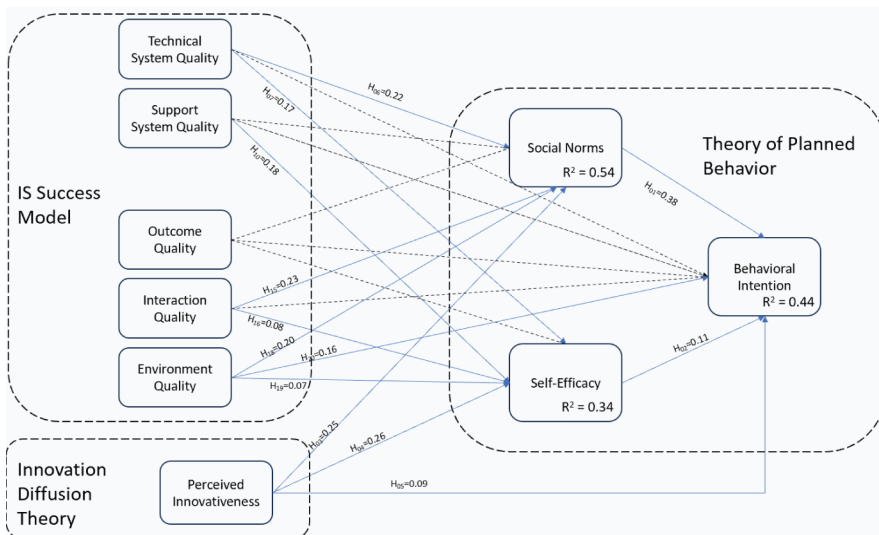 Technical
System Quality
Support
System Quality
IS Success
Model
Outcome
Quality
Interaction
Quality
Environment
Quality
Innovation
Diffusion
Theory
Perceived
Innovativeness
H₀₆=0.22
H₀₇=0.17
H₁₀=0.18
H₁₅=0.23
H₁₆=0.08
H₁₈=0.20
=0.16
H₁₉=0.07
H₀₃=0.25
H₀₄=0.26
H₀₅=0.09
Social Norms
R² = 0.54
Theory of Planned
Behavior
H₀₁=0.38
Behavioral
Intention
R² = 0.44
H₀₂=0.11
Self-Efficacy
R² = 0.34